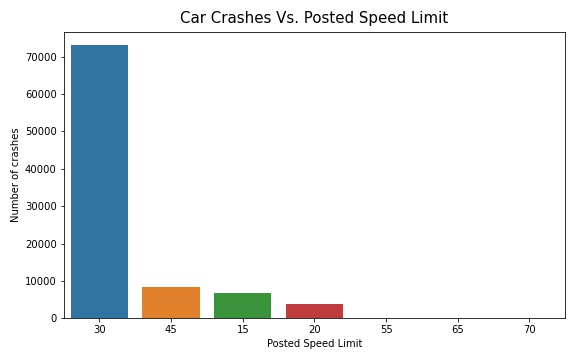 Car Crashes Vs. Posted Speed Limit
Number of crashes
70000
60000
50000
40000
30000
20000
10000
0
30 45 15 20 55 65 70
Posted Speed Limit